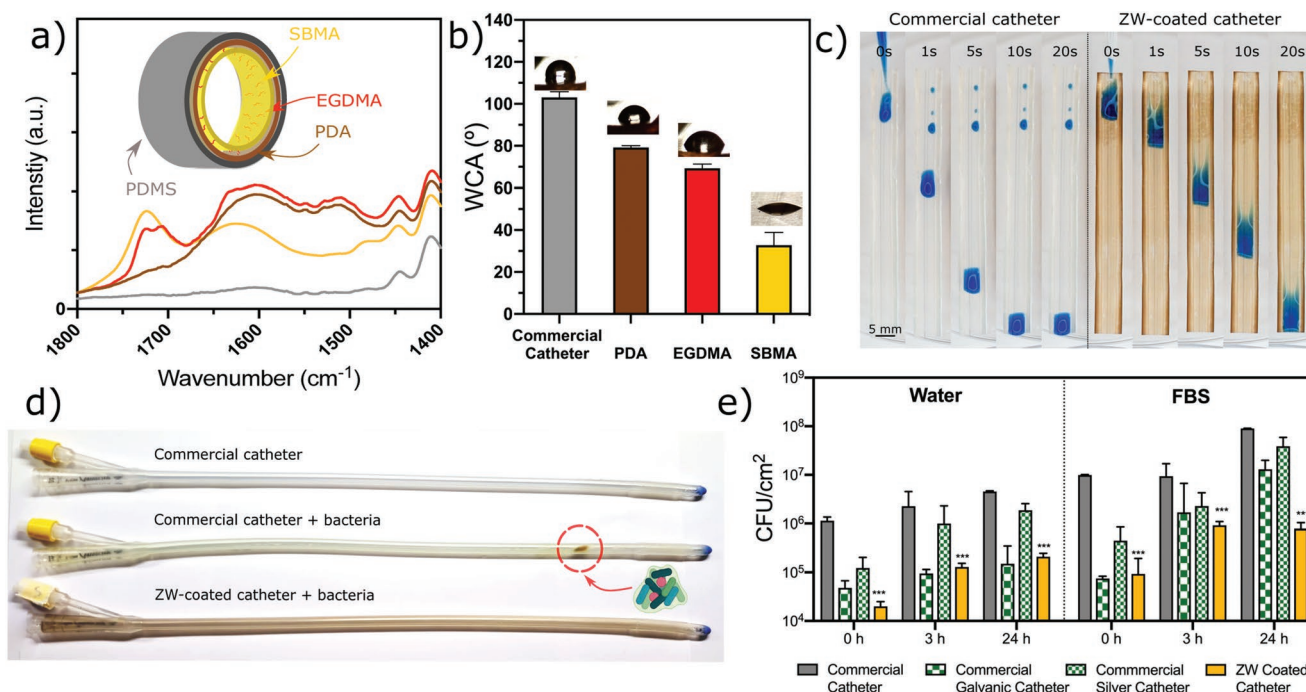 a)
SBMA
EGDMA
PDA
PDMS
Intenstiy (a.u.)
0
1800
1700
1600
1500
1400
Wavenumber (cm-1)
b)
WCA (º)
120
100
80
60
40
20
0
Commercial
Catheter
PDA
EGDMA
SBMA
c)
Commercial catheter
ZW-coated catheter
0s 1s 5s 10s 20s 0s 1s 5s 10s 20s
5 mm
d)
Commercial catheter
Commercial catheter + bacteria
ZW-coated catheter + bacteria
e)
CFU/cm2
10^9
10^8
10^7
10^6
10^5
10^4
Water
FBS
***
***
***
***
***
***
0 h 3 h 24 h 0 h 3 h 24 h
Commercial
Catheter
Commercial
Galvanic Catheter
Commmercial
Silver Catheter
ZW Coated
Catheter